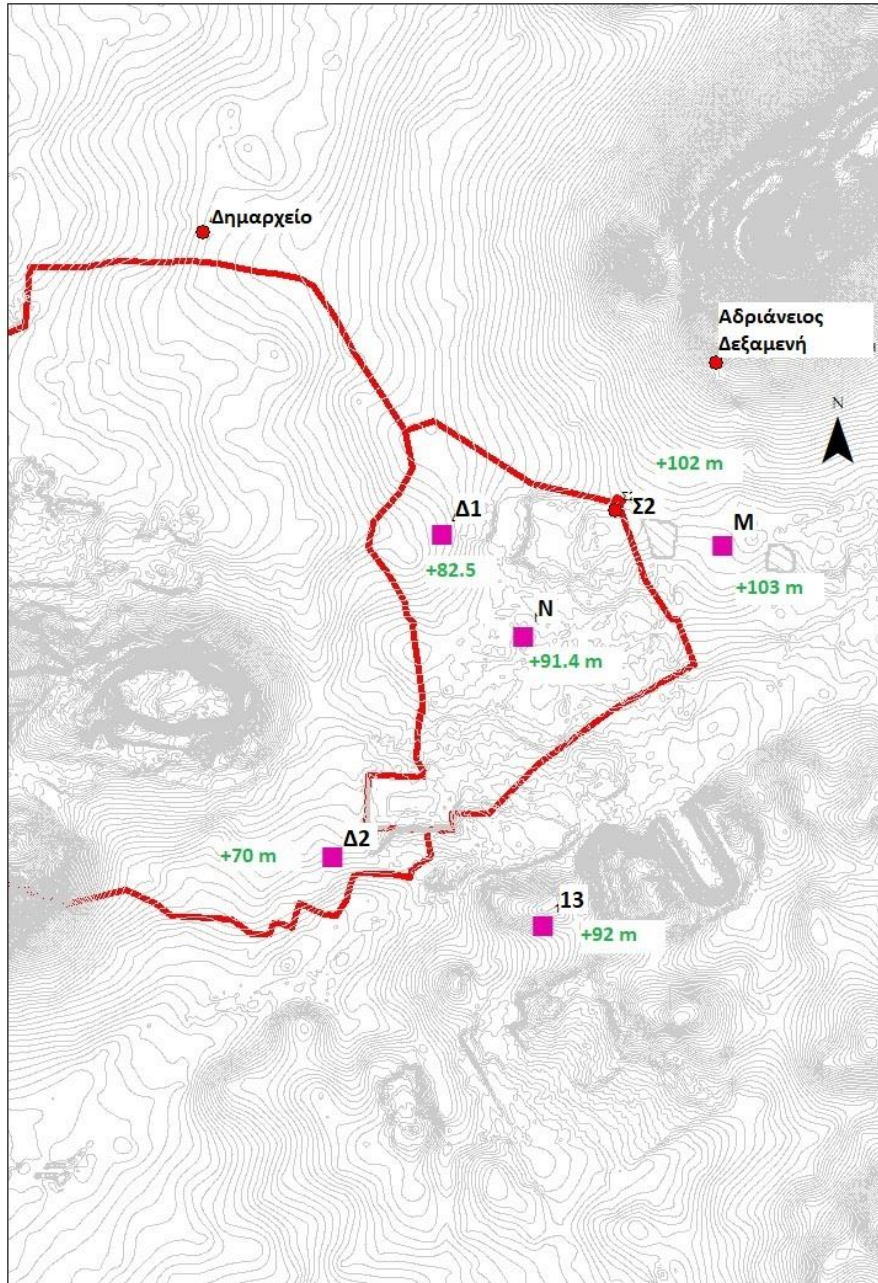 Δημαρχείο
Αδριάνειος
Δεξαμενή
N
+102 m
Σ2
Δ1
M
+82.5
+103 m
N
+91.4 m
Δ2
+70 m
13
+92 m